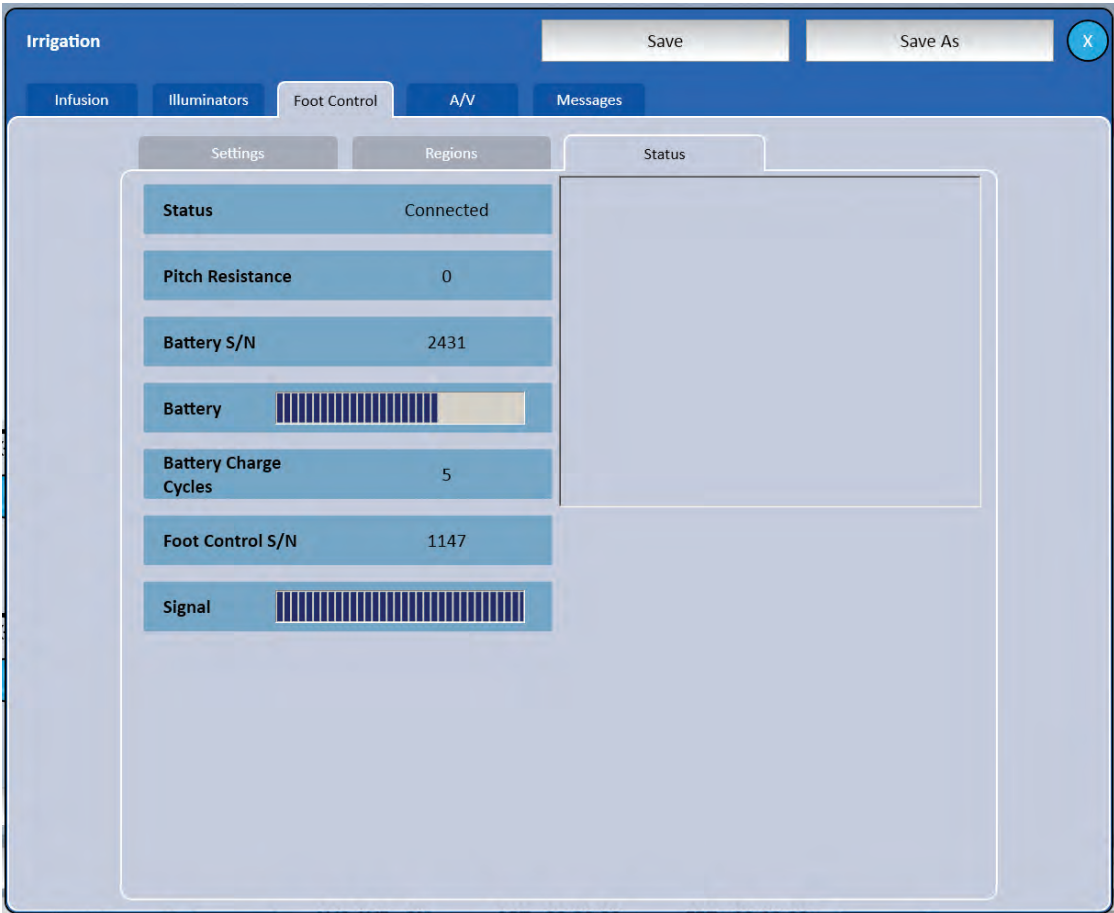 Irrigation
Save
Save As
X
Infusion
Illuminators
Foot Control
A/V
Messages
Settings
Regions
Status
Status Connected
Pitch Resistance 0
Battery S/N 2431
Battery
Battery Charge
Cycles 5
Foot Control S/N 1147
Signal